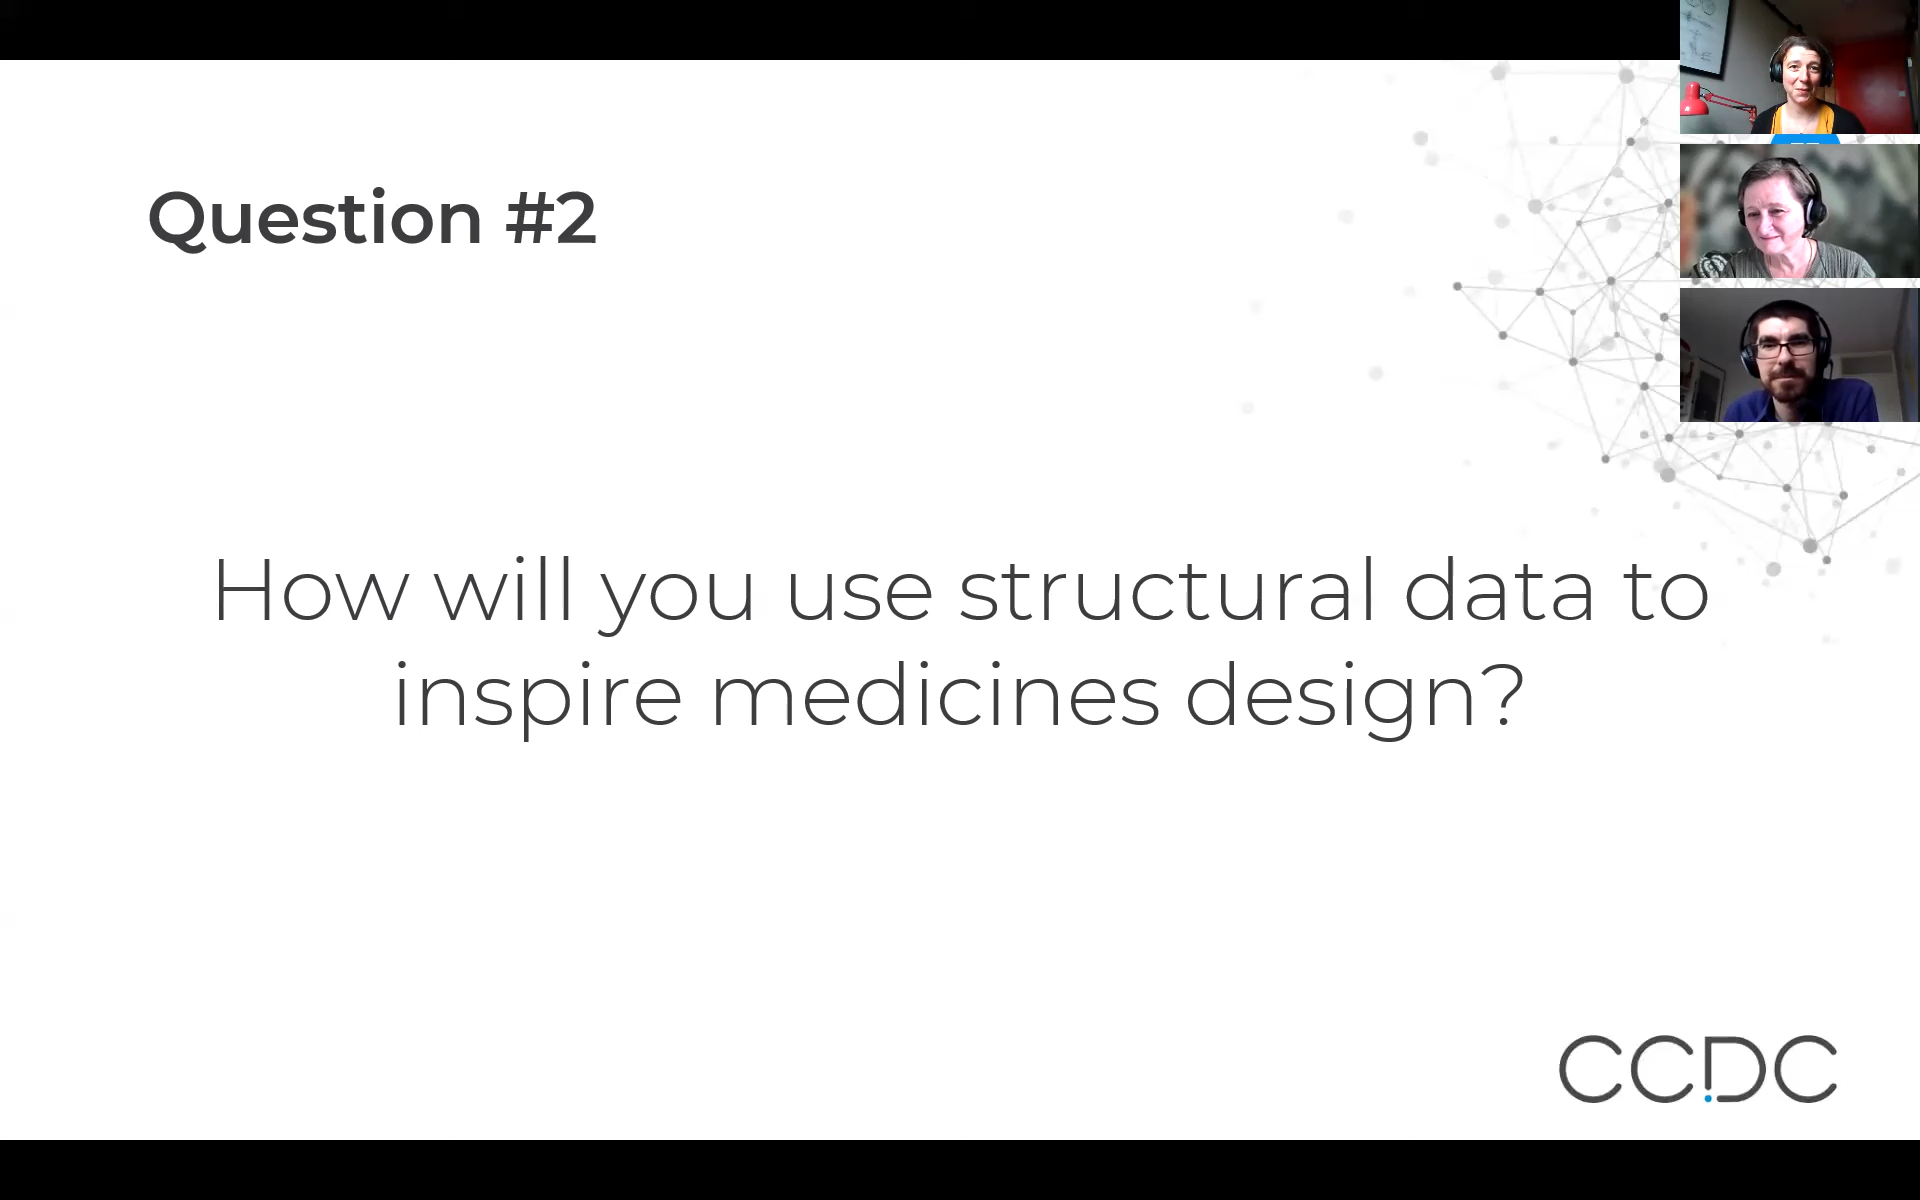 Question #2
How will you use structural data to
inspire medicines design?
CCDC